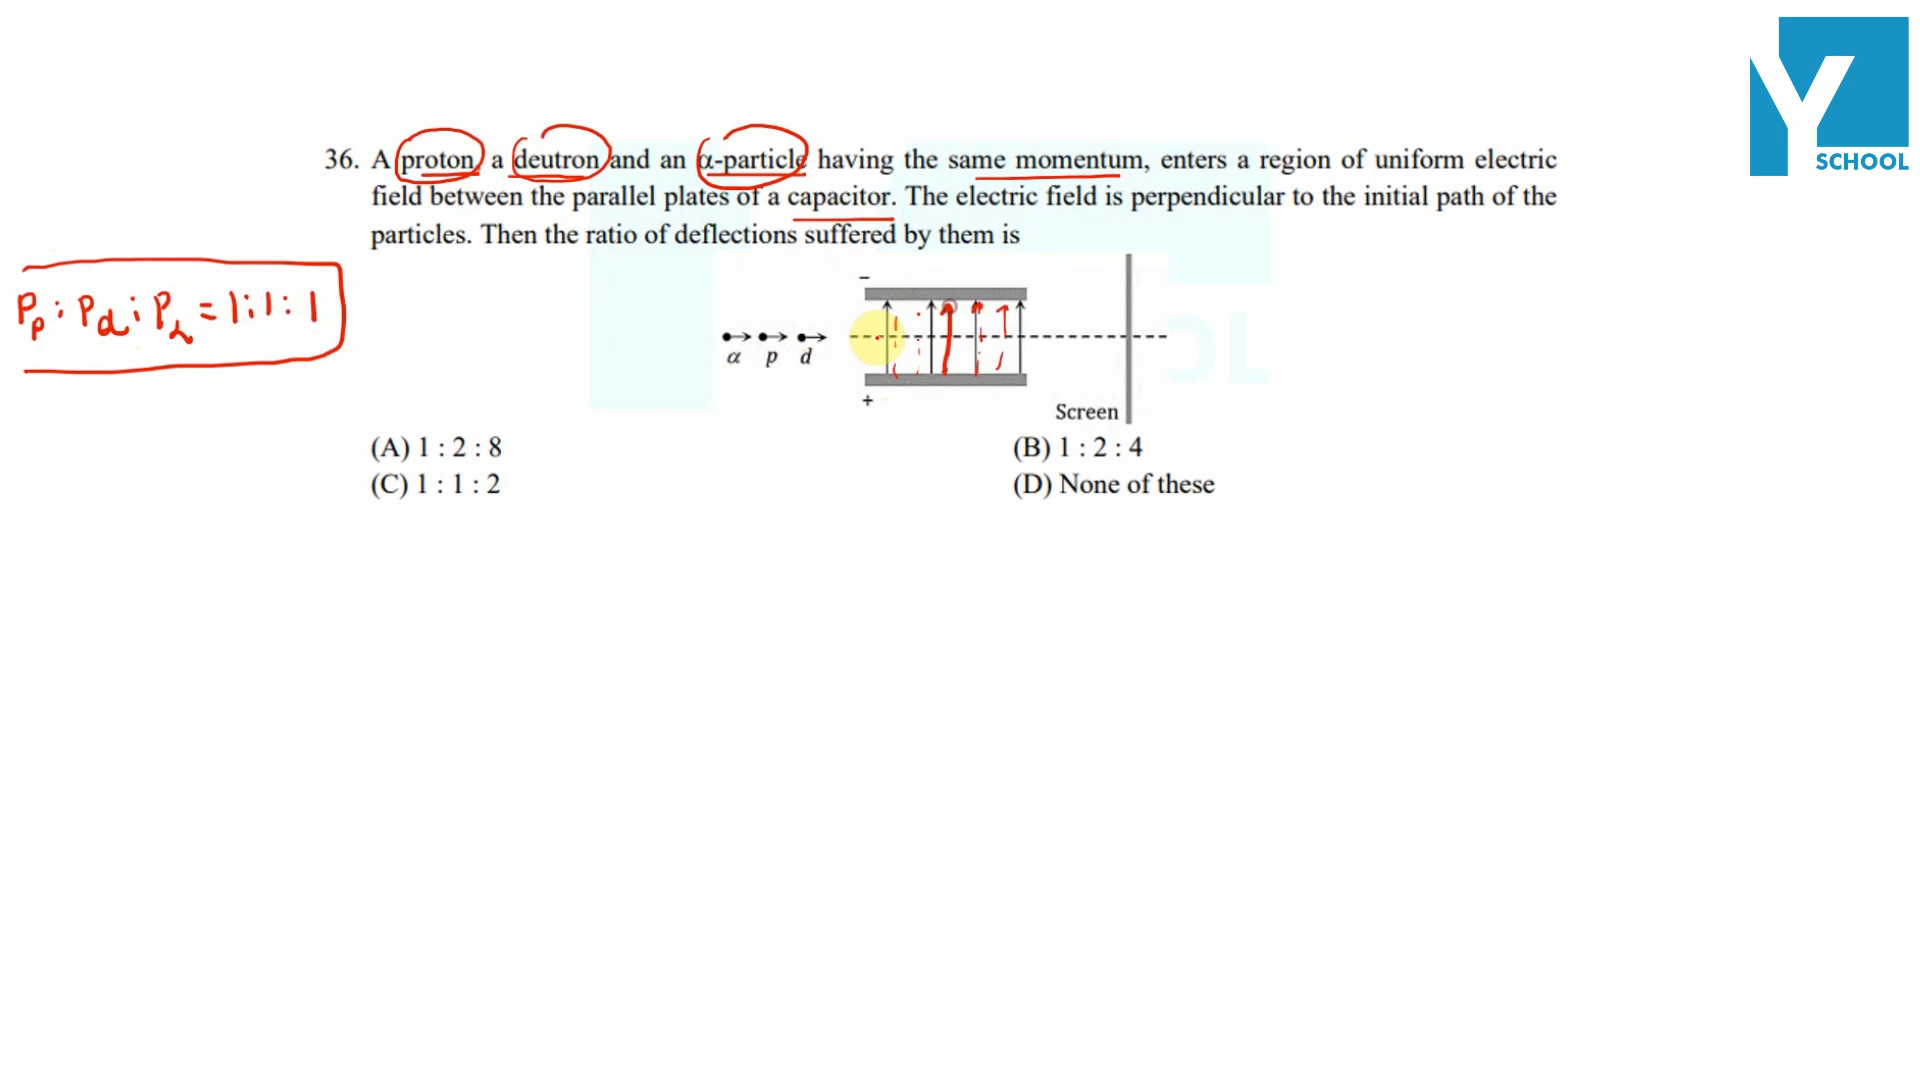 Y
SCHOOL
36. A proton, a deutron and an α-particle having the same momentum, enters a region of uniform electric
field between the parallel plates of a capacitor. The electric field is perpendicular to the initial path of the
particles. Then the ratio of deflections suffered by them is
Pp : Pd : Pα = 1 : 1 : 1
−
α p d
+
Screen
(A) 1 : 2 : 8 (B) 1 : 2 : 4
(C) 1 : 1 : 2 (D) None of these